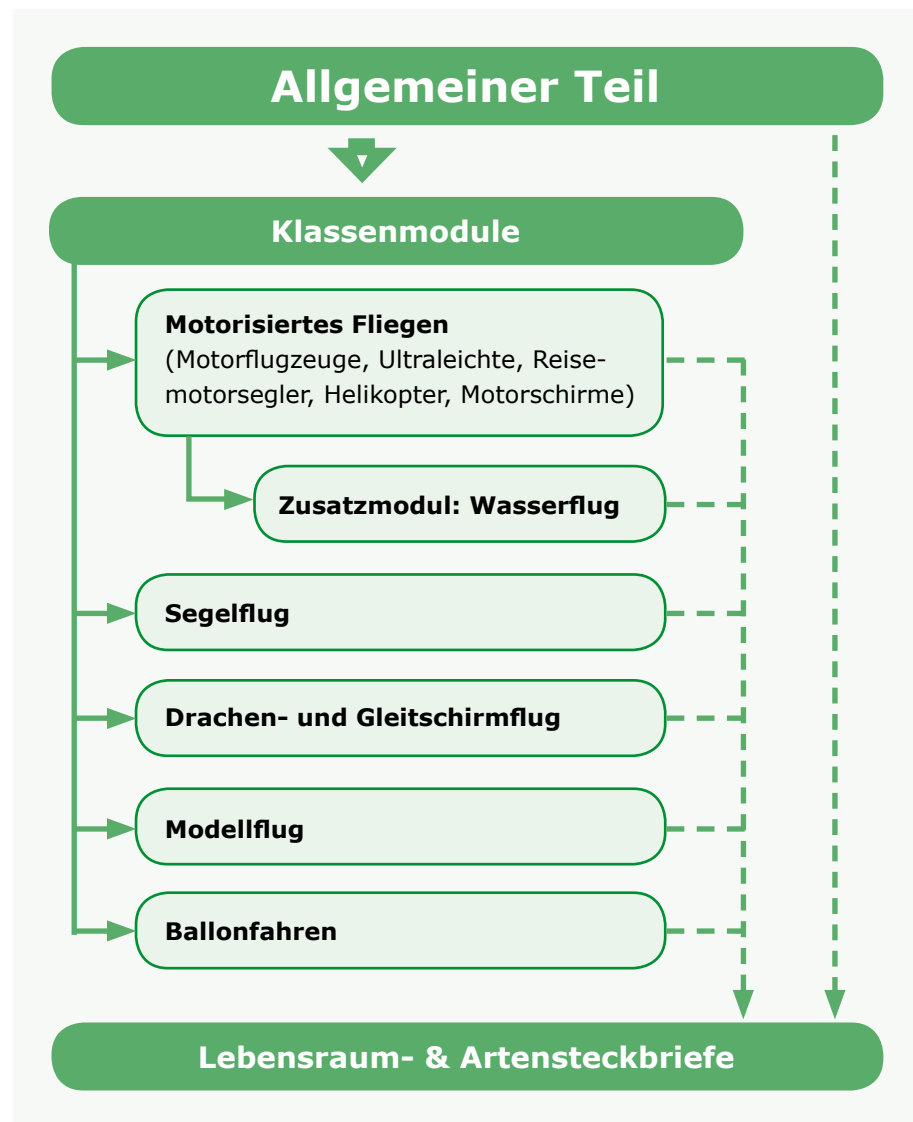 Allgemeiner Teil
Klassenmodule
Motorisiertes Fliegen
(Motorflugzeuge, Ultraleichte, Reise-
motorsegler, Helikopter, Motorschirme)
Zusatzmodul: Wasserflug
Segelflug
Drachen- und Gleitschirmflug
Modellflug
Ballonfahren
Lebensraum- & Artensteckbriefe